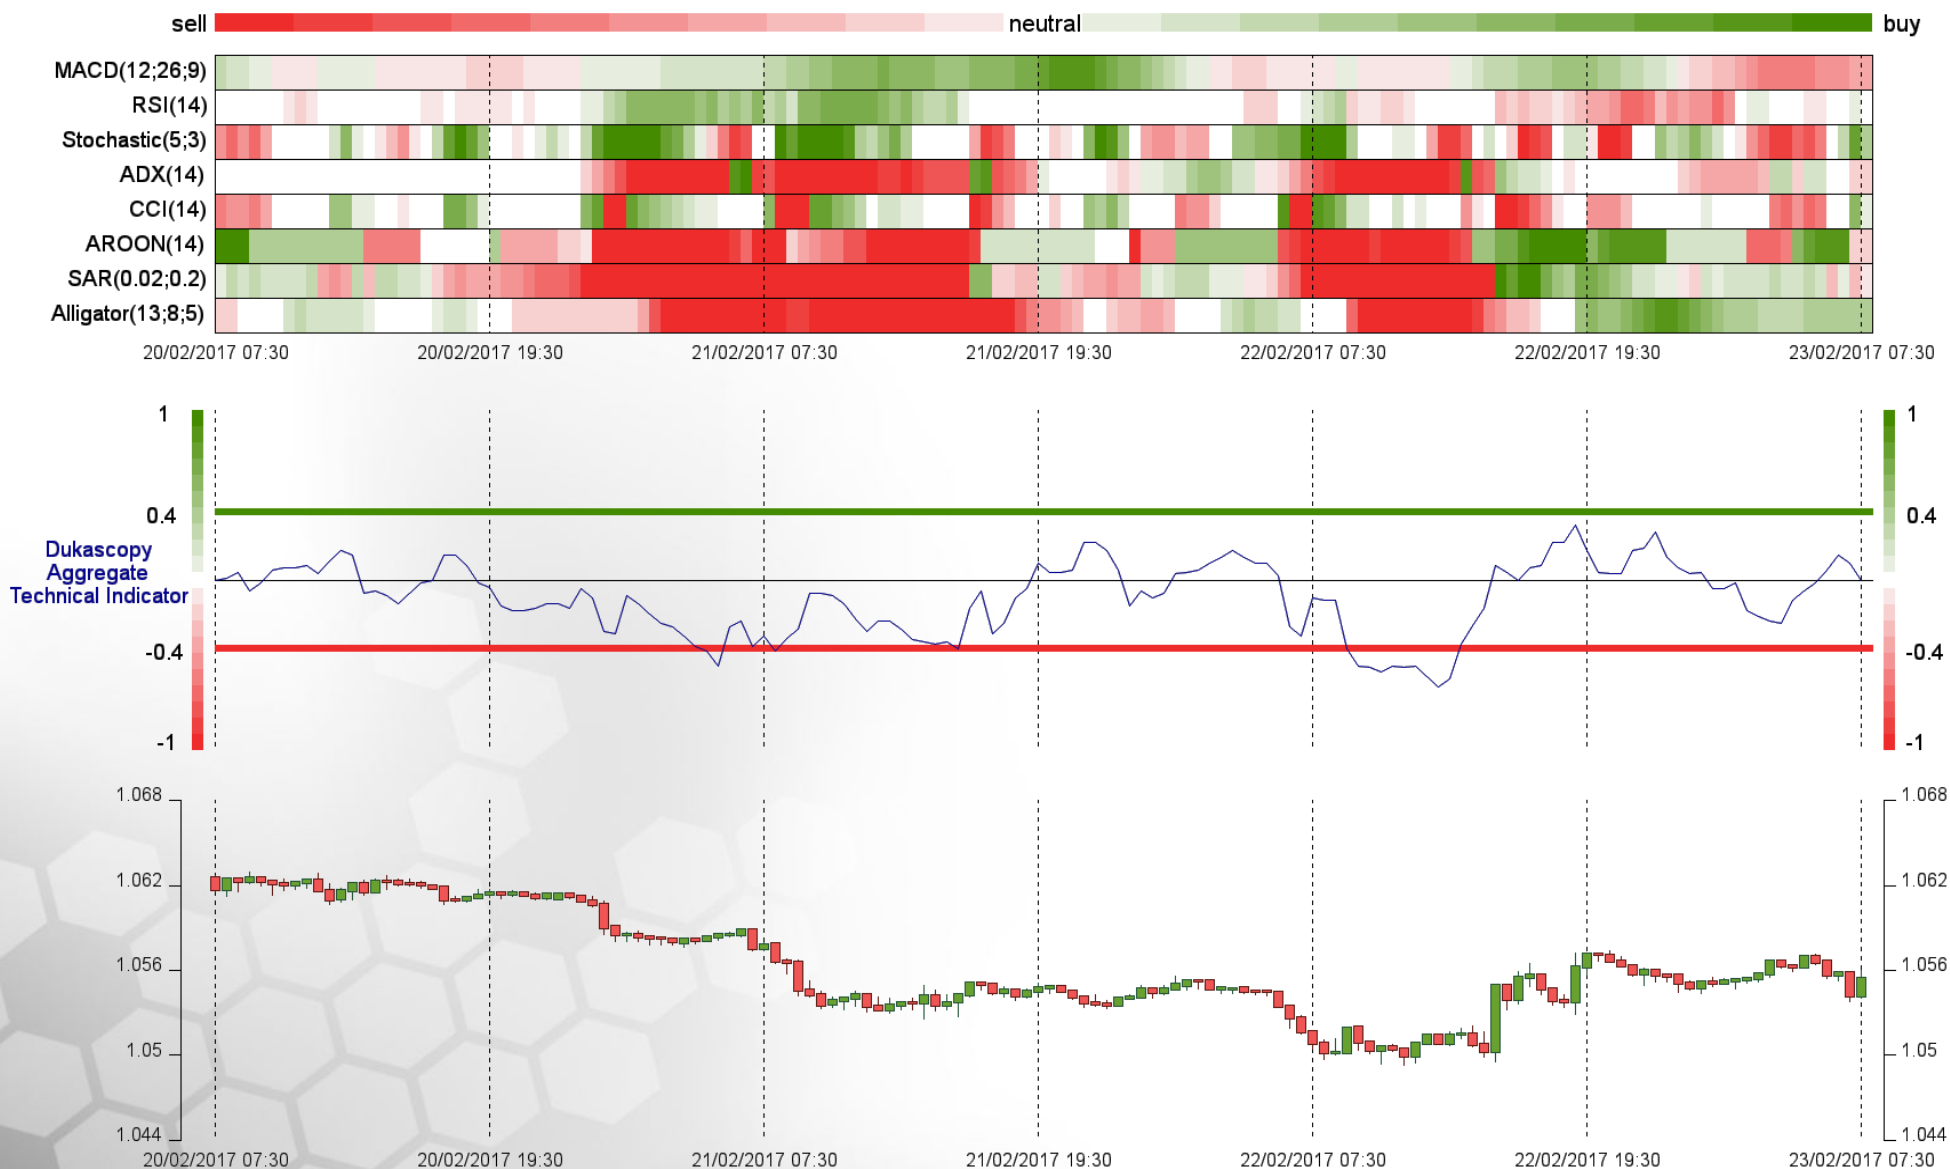 sell neutral buy
MACD(12;26;9)
RSI(14)
Stochastic(5;3)
ADX(14)
CCI(14)
AROON(14)
SAR(0.02;0.2)
Alligator(13;8;5)
20/02/2017 07:30 20/02/2017 19:30 21/02/2017 07:30 21/02/2017 19:30 22/02/2017 07:30 22/02/2017 19:30 23/02/2017 07:30
1 1
0.4 0.4
Dukascopy
Aggregate
Technical Indicator
-0.4 -0.4
-1 -1
1.068 1.068
1.062 1.062
1.056 1.056
1.05 1.05
1.044 1.044
20/02/2017 07:30 20/02/2017 19:30 21/02/2017 07:30 21/02/2017 19:30 22/02/2017 07:30 22/02/2017 19:30 23/02/2017 07:30